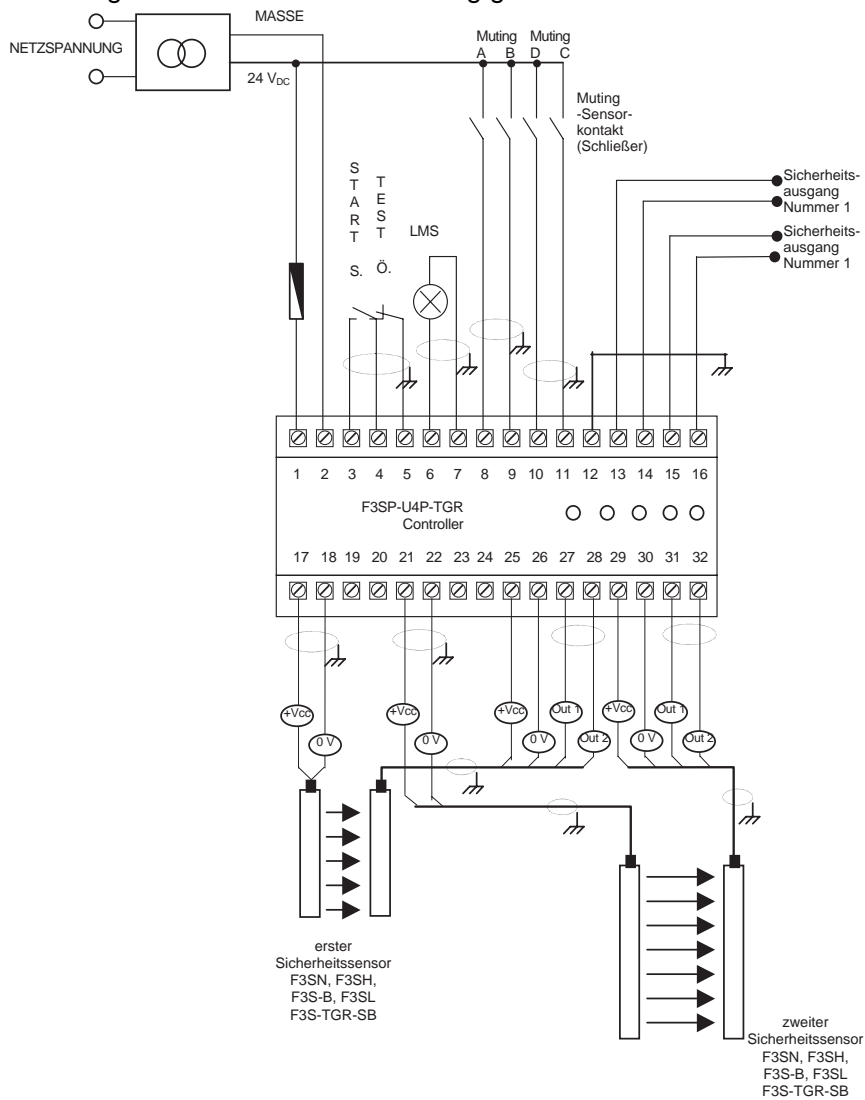 MASSE
NETZSPANNUNG
24 VDC
Muting Muting
A B D C
Muting
-Sensor-
kontakt
(Schließer)
START S.
TEST Ö.
LMS
Sicherheits-
ausgang
Nummer 1
Sicherheits-
ausgang
Nummer 1
1 2 3 4 5 6 7 8 9 10 11 12 13 14 15 16
F3SP-U4P-TGR
Controller
17 18 19 20 21 22 23 24 25 26 27 28 29 30 31 32
+Vcc +Vcc +Vcc Out 1 +Vcc Out 1
0 V 0 V 0 V Out 2 0 V Out 2
erster
Sicherheitssensor
F3SN, F3SH,
F3S-B, F3SL
F3S-TGR-SB
zweiter
Sicherheitssensor
F3SN, F3SH,
F3S-B, F3SL
F3S-TGR-SB